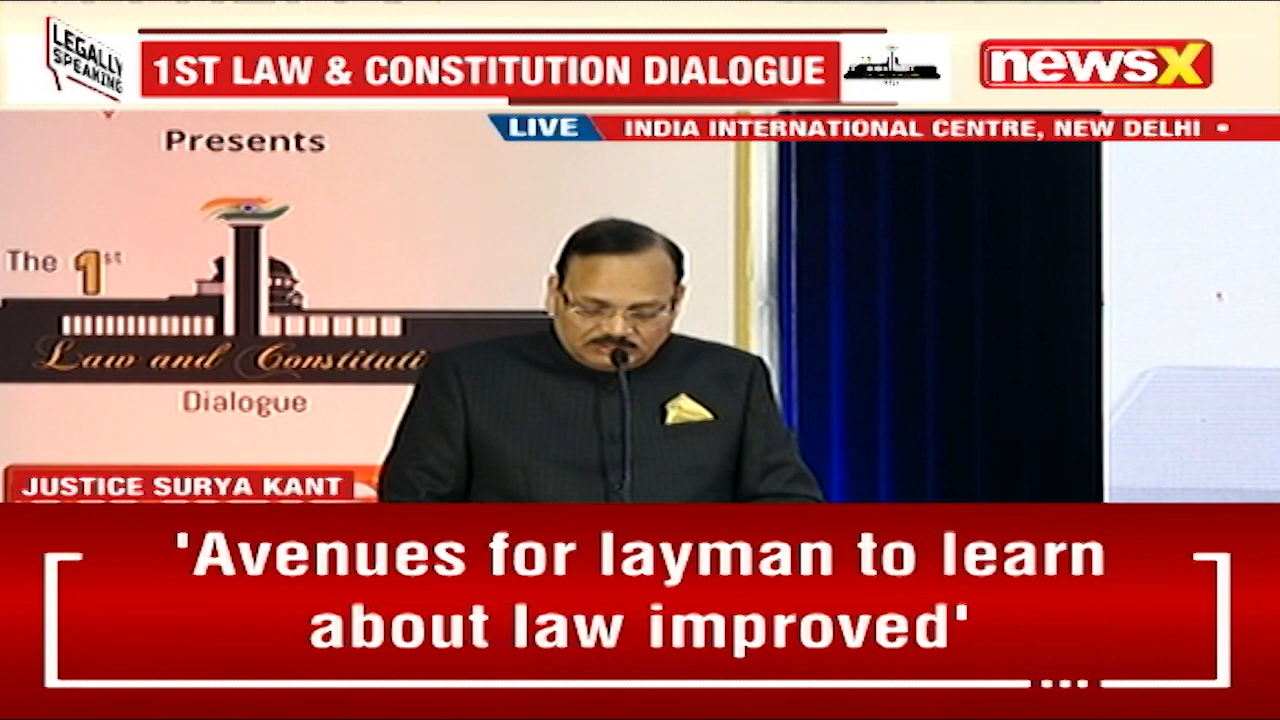 LEGALLY
SPEAKING
1ST LAW & CONSTITUTION DIALOGUE
newsX
LIVE
INDIA INTERNATIONAL CENTRE, NEW DELHI
Presents
The 1st
Law and Constituti
Dialogue
JUSTICE SURYA KANT
'Avenues for layman to learn
about law improved'